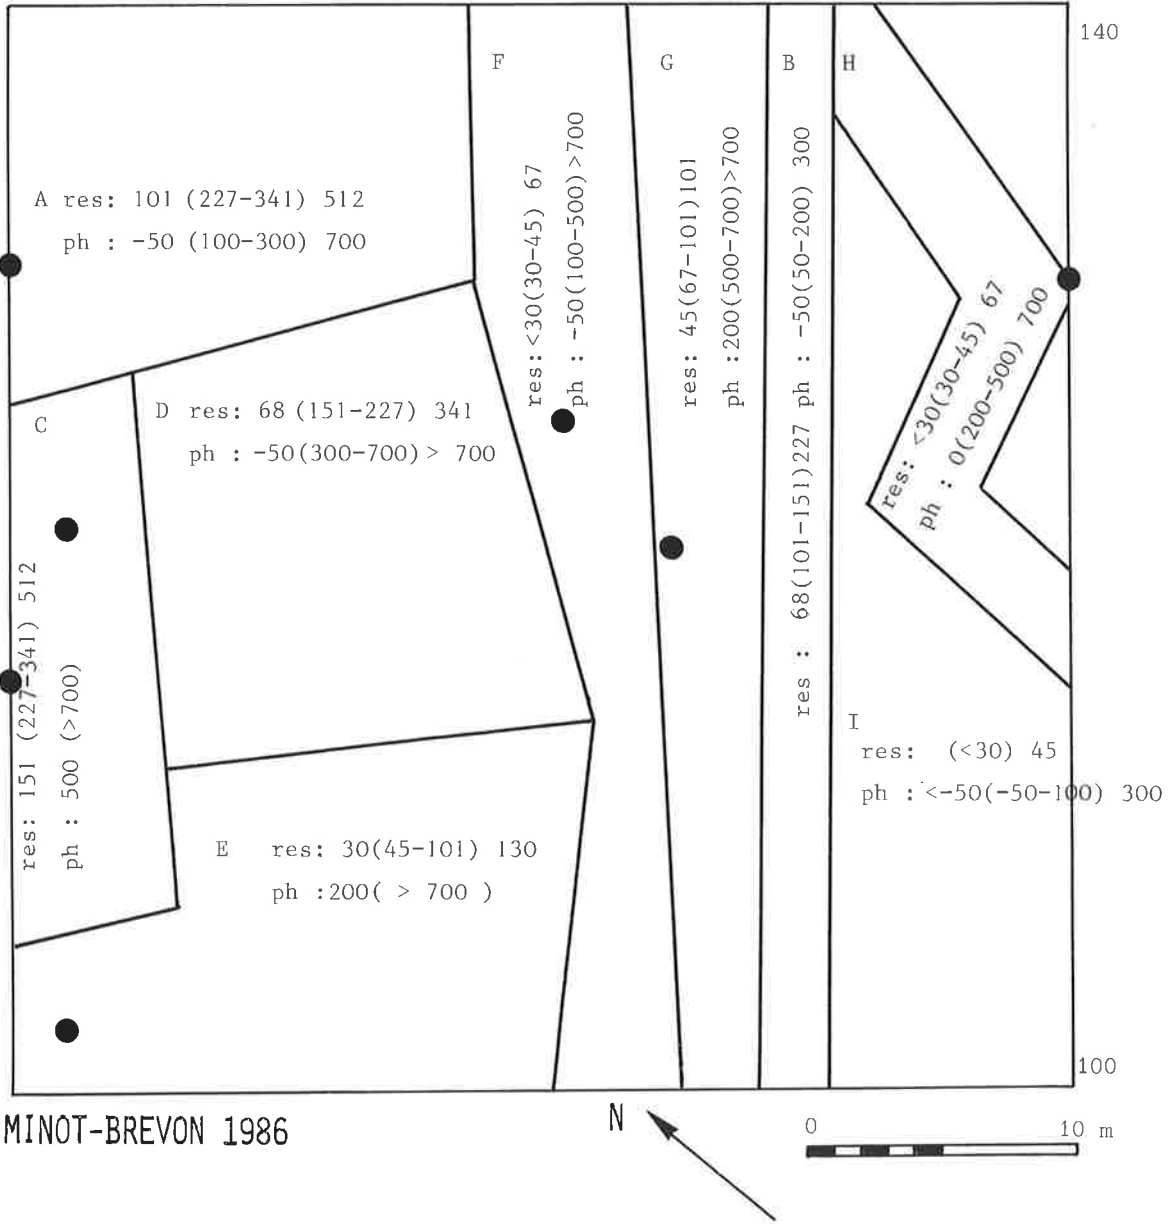 140
F
G
B
H
A res: 101 (227-341) 512
ph : -50 (100-300) 700
res:<30(30-45) 67
ph : -50(100-500)>700
res: 45(67-101)101
ph :200(500-700)>700
res : 68(101-151)227 ph : -50(50-200) 300
res: <30(30-45) 67
ph : 0(200-500) 700
C
D res: 68 (151-227) 341
ph : -50(300-700)> 700
res: 151 (227-341) 512
ph : 500 (>700)
I
res: (<30) 45
ph :<-50(-50-100) 300
E res: 30(45-101) 130
ph :200( > 700 )
100
MINOT-BREVON 1986
N
0 10 m